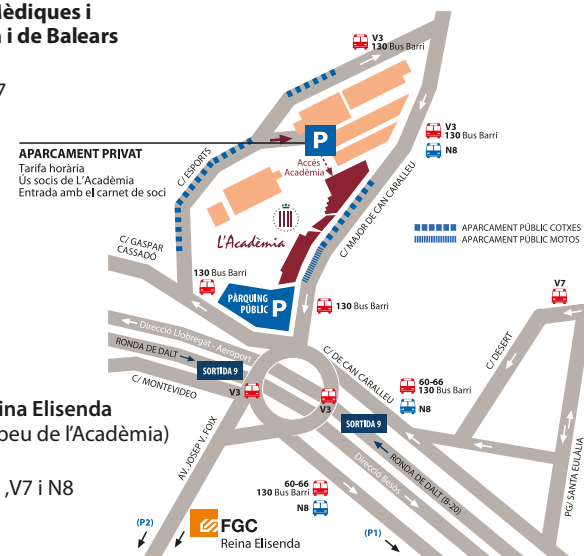 Mèdiques i
i de Balears
7
APARCAMENT PRIVAT
Tarifa horària
Ús socis de L'Acadèmia
Entrada amb el carnet de soci
V3
130 Bus Barri
P
Accés
Acadèmia
V3
130 Bus Barri
N8
C/ ESPORTS
C/ MAJOR DE CAN CARALLEU
L'Acadèmia
APARCAMENT PÚBLIC COTXES
APARCAMENT PÚBLIC MOTOS
C/ GASPAR
CASSADÓ
130 Bus Barri
PÀRQUING
PÚBLIC P
130 Bus Barri
V7
Direcció Llobregat - Aeroport
RONDA DE DALT
SORTIDA 9
C/ MONTEVIDEO
V3
V3
C/ DE CAN CARALLEU
C/ DESERT
60-66
130 Bus Barri
N8
SORTIDA 9
ina Elisenda
peu de l'Acadèmia)
,V7 i N8
AV. JOSEP V. FOIX
Direcció Besòs
RONDA DE DALT (B-20)
PG/ SANTA EULÀLIA
60-66
130 Bus Barri
N8
(P2)
FGC
Reina Elisenda
(P1)